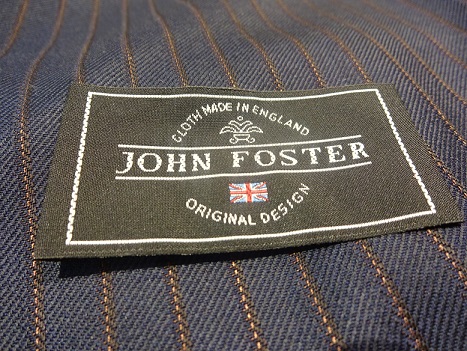 CLOTH MADE IN ENGLAND
JOHN FOSTER
ORIGINAL DESIGN